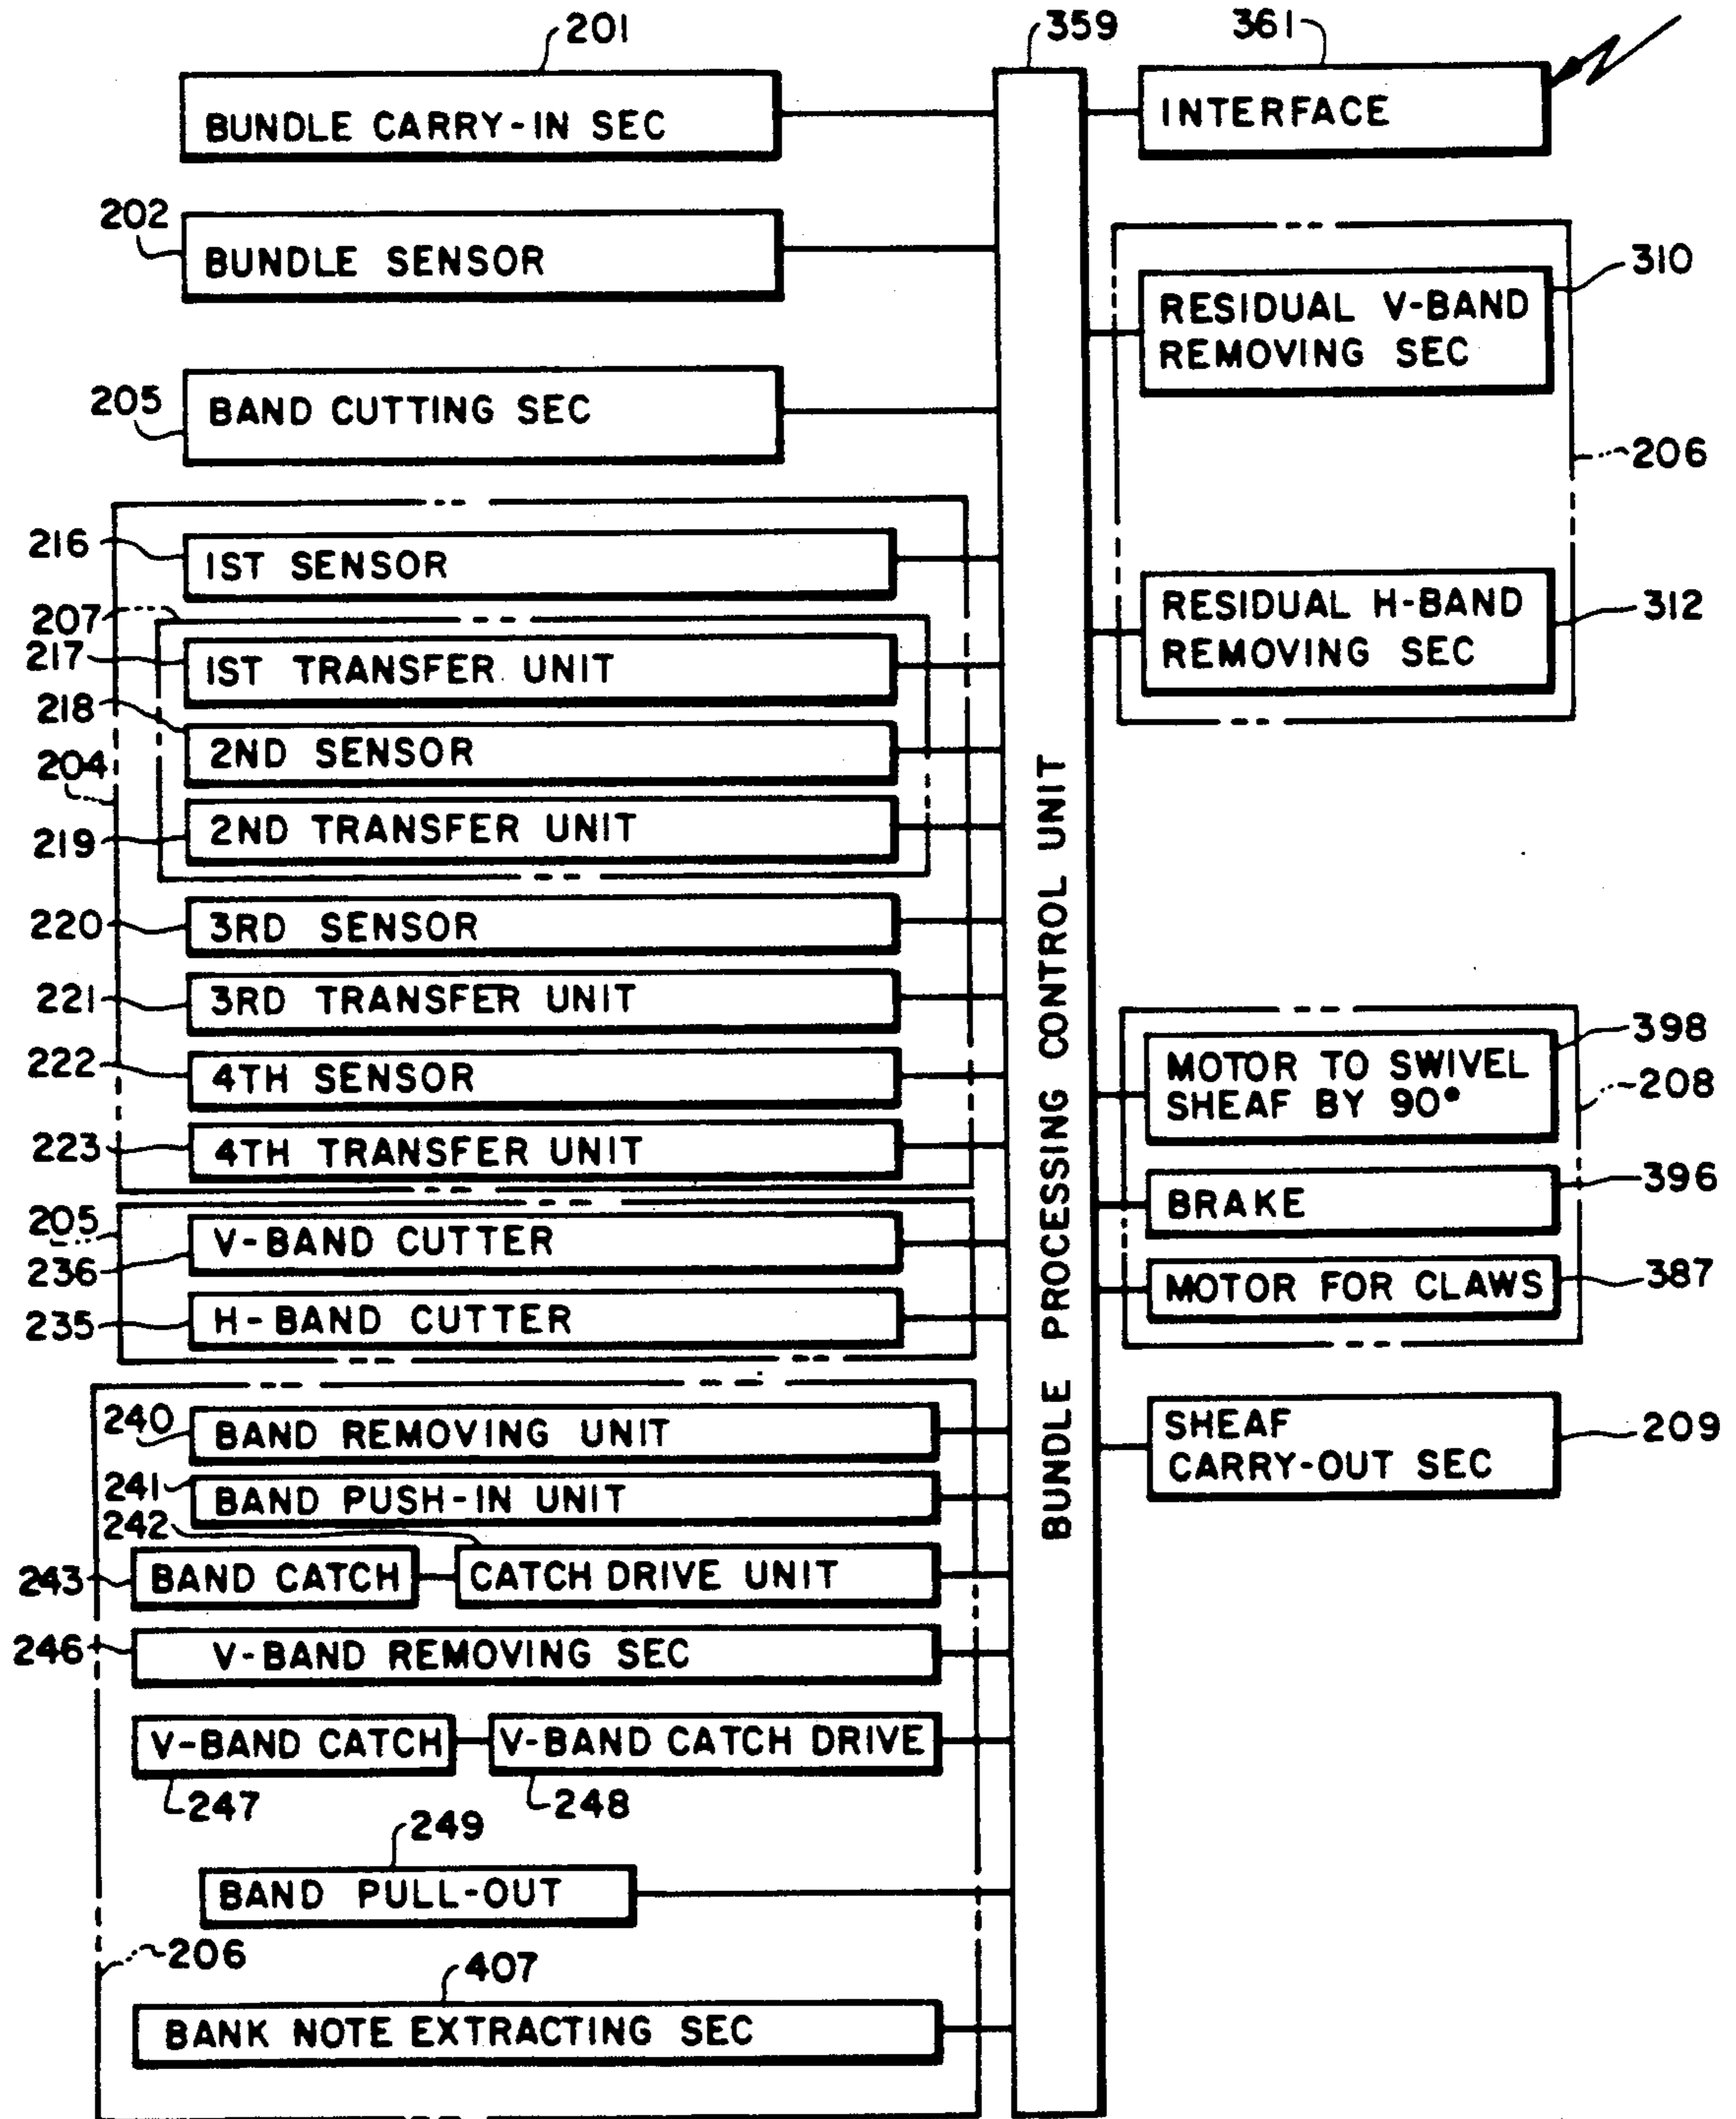 201
BUNDLE CARRY-IN SEC
202
BUNDLE SENSOR
205
BAND CUTTING SEC
216
1ST SENSOR
207
217
1ST TRANSFER UNIT
218
2ND SENSOR
204
219
2ND TRANSFER UNIT
220
3RD SENSOR
221
3RD TRANSFER UNIT
222
4TH SENSOR
223
4TH TRANSFER UNIT
205
V-BAND CUTTER
236
235
H-BAND CUTTER
240
BAND REMOVING UNIT
241
BAND PUSH-IN UNIT
242
243
BAND CATCH
CATCH DRIVE UNIT
246
V-BAND REMOVING SEC
V-BAND CATCH
V-BAND CATCH DRIVE
247
248
249
BAND PULL-OUT
206
407
BANK NOTE EXTRACTING SEC
359
BUNDLE PROCESSING CONTROL UNIT
361
INTERFACE
310
RESIDUAL V-BAND
REMOVING SEC
206
RESIDUAL H-BAND
REMOVING SEC
312
398
MOTOR TO SWIVEL
SHEAF BY 90°
208
BRAKE
396
MOTOR FOR CLAWS
387
SHEAF
CARRY-OUT SEC
209